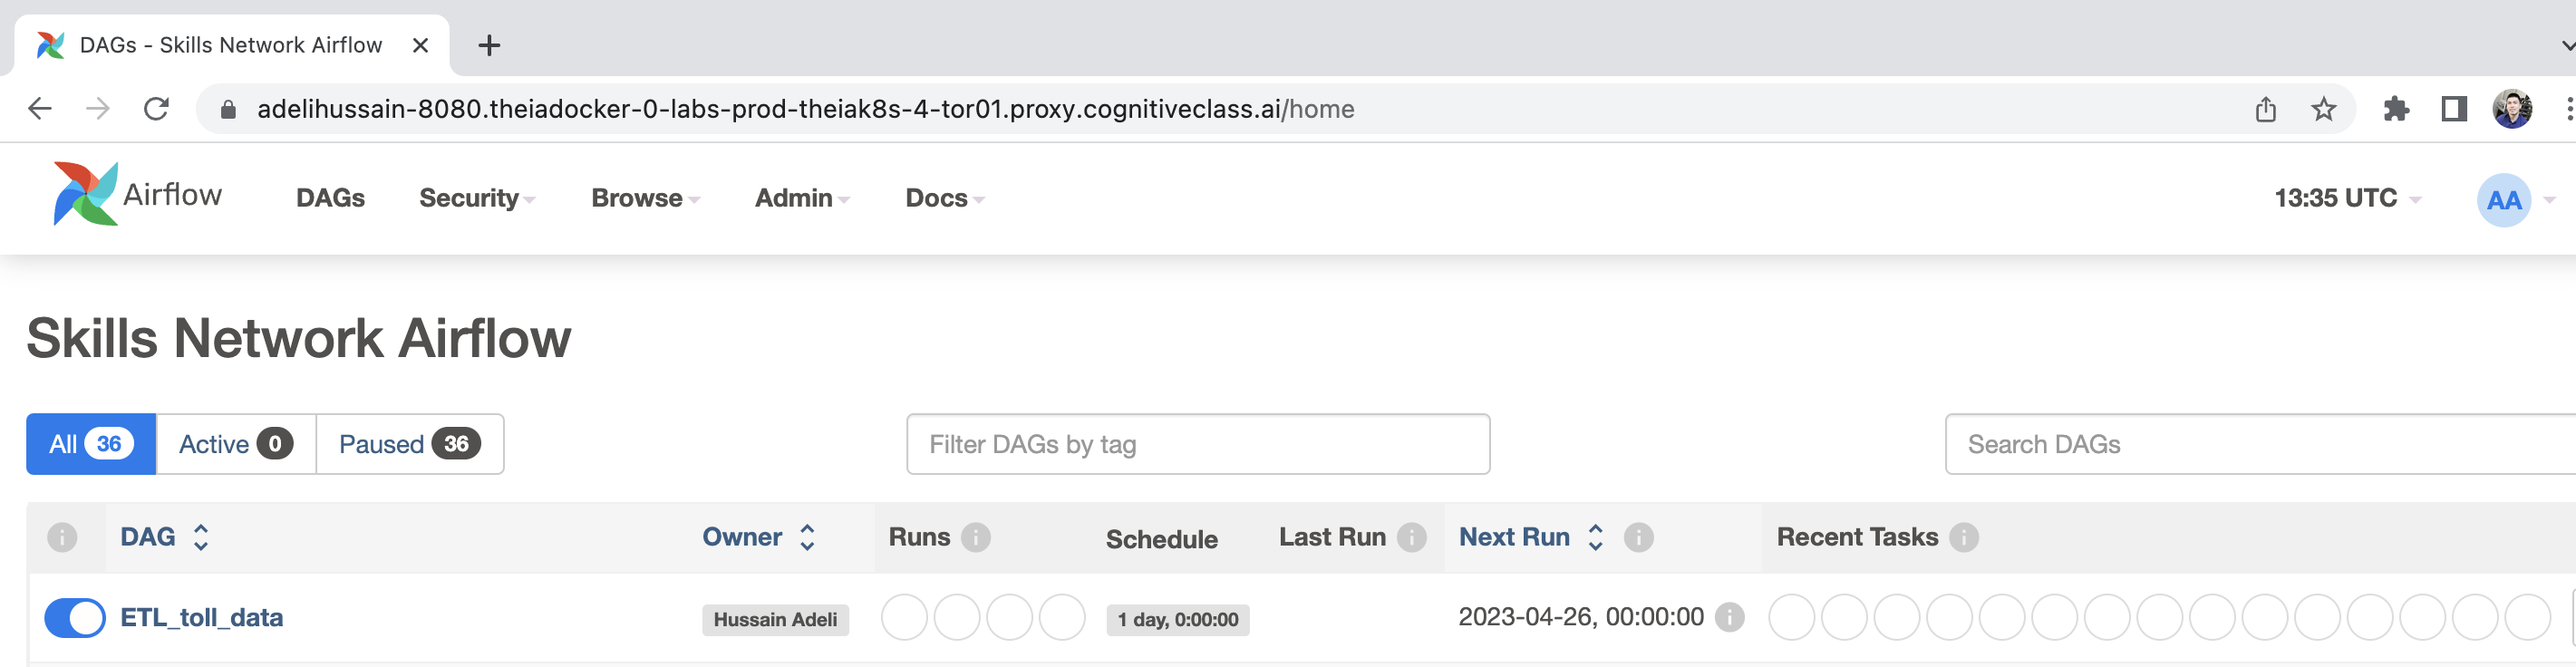 DAGs - Skills Network Airflow
adelihussain-8080.theiadocker-0-labs-prod-theiak8s-4-tor01.proxy.cognitiveclass.ai/home
Airflow DAGs Security Browse Admin Docs 13:35 UTC AA
Skills Network Airflow
All 36 Active 0 Paused 36 Filter DAGs by tag Search DAGs
DAG Owner Runs Schedule Last Run Next Run Recent Tasks
ETL_toll_data Hussain Adeli 1 day, 0:00:00 2023-04-26, 00:00:00